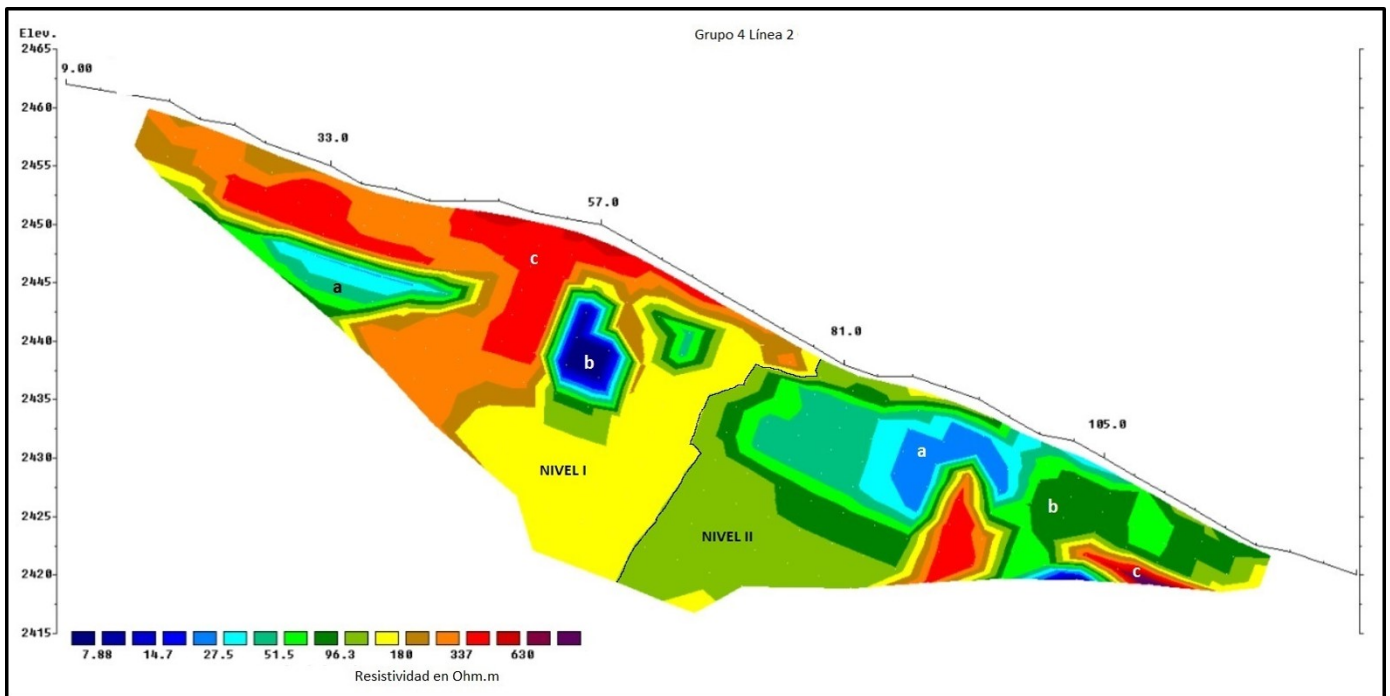 Grupo 4 Línea 2
Elev.
2465
9.00
2460
33.0
2455
57.0
2450
c
2445
a
2440
81.0
b
2435
105.0
a
2430
NIVEL I
b
2425
NIVEL II
c
2420
2415
7.88 14.7 27.5 51.5 96.3 180 337 630
Resistividad en Ohm.m